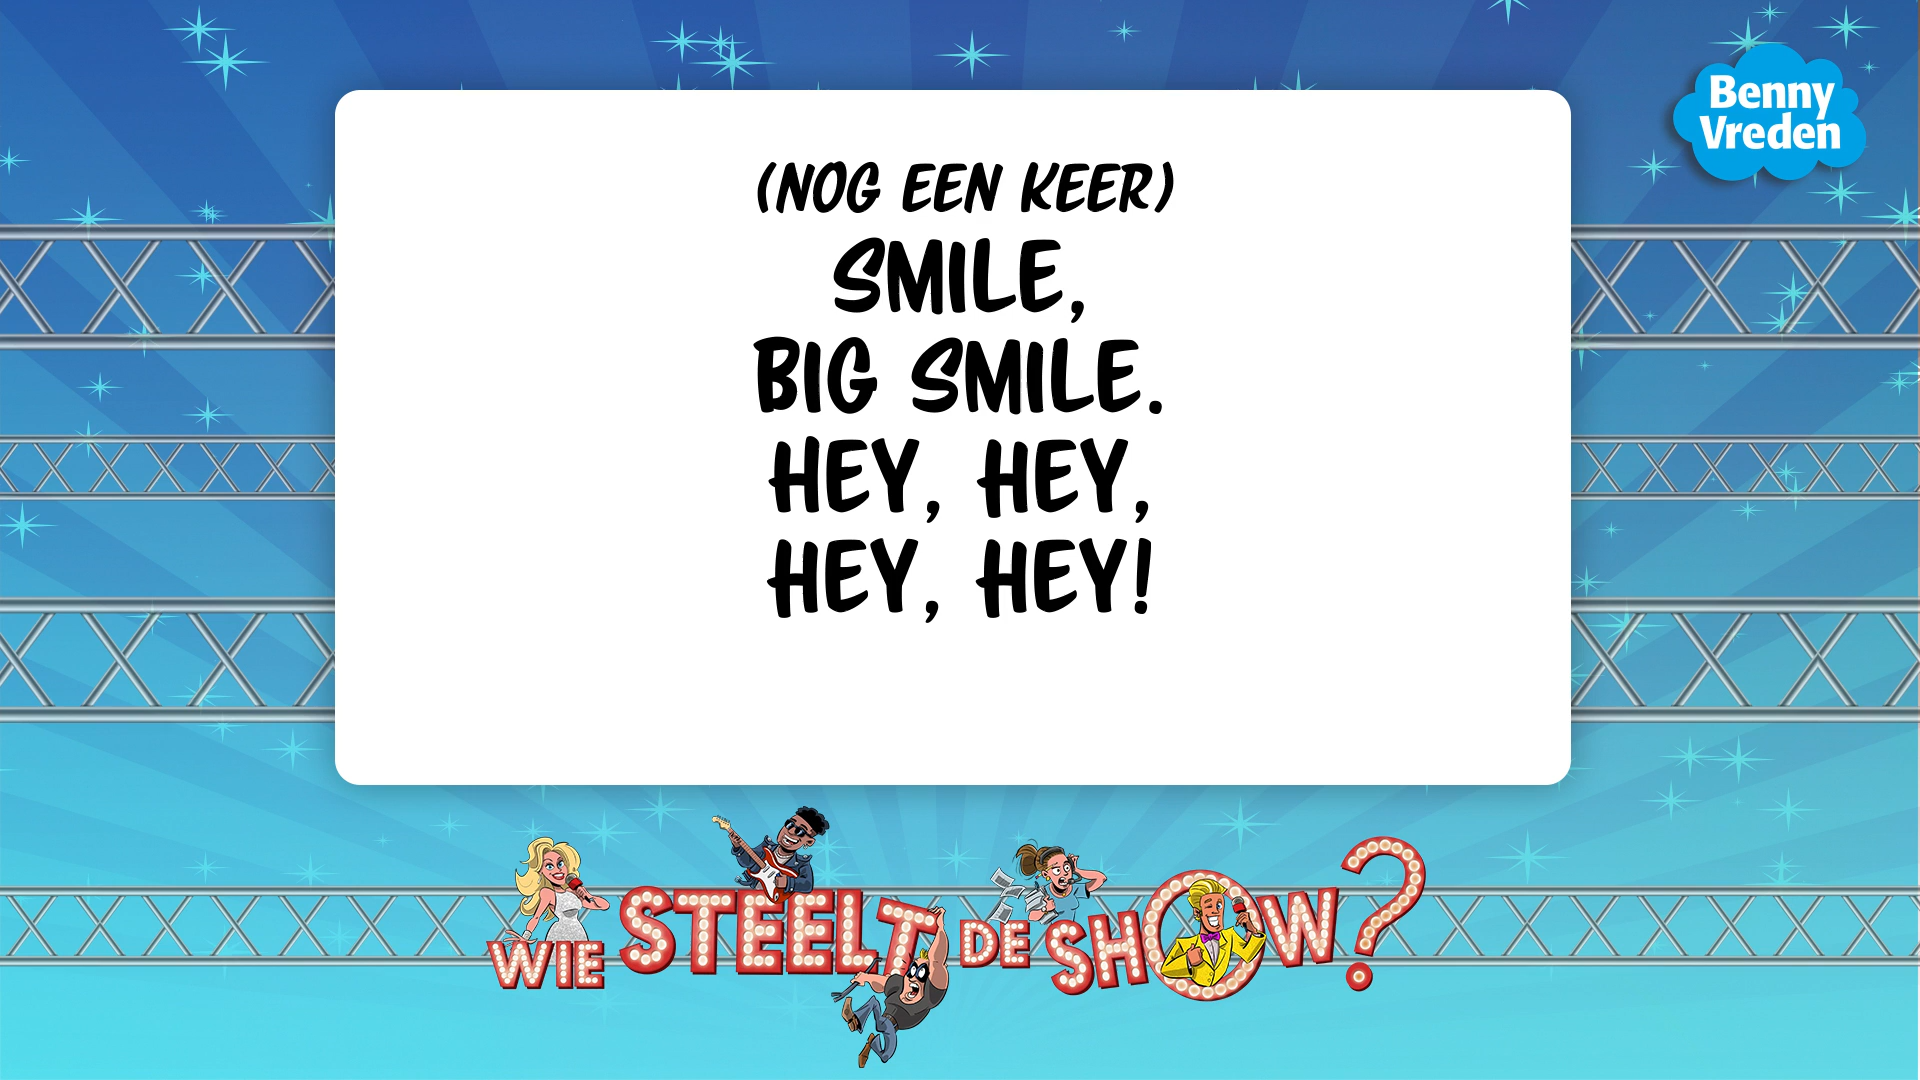 Benny
Vreden
(NOG EEN KEER)
SMILE,
BIG SMILE.
HEY, HEY,
HEY, HEY!
WIE STEELT DE SHOW?